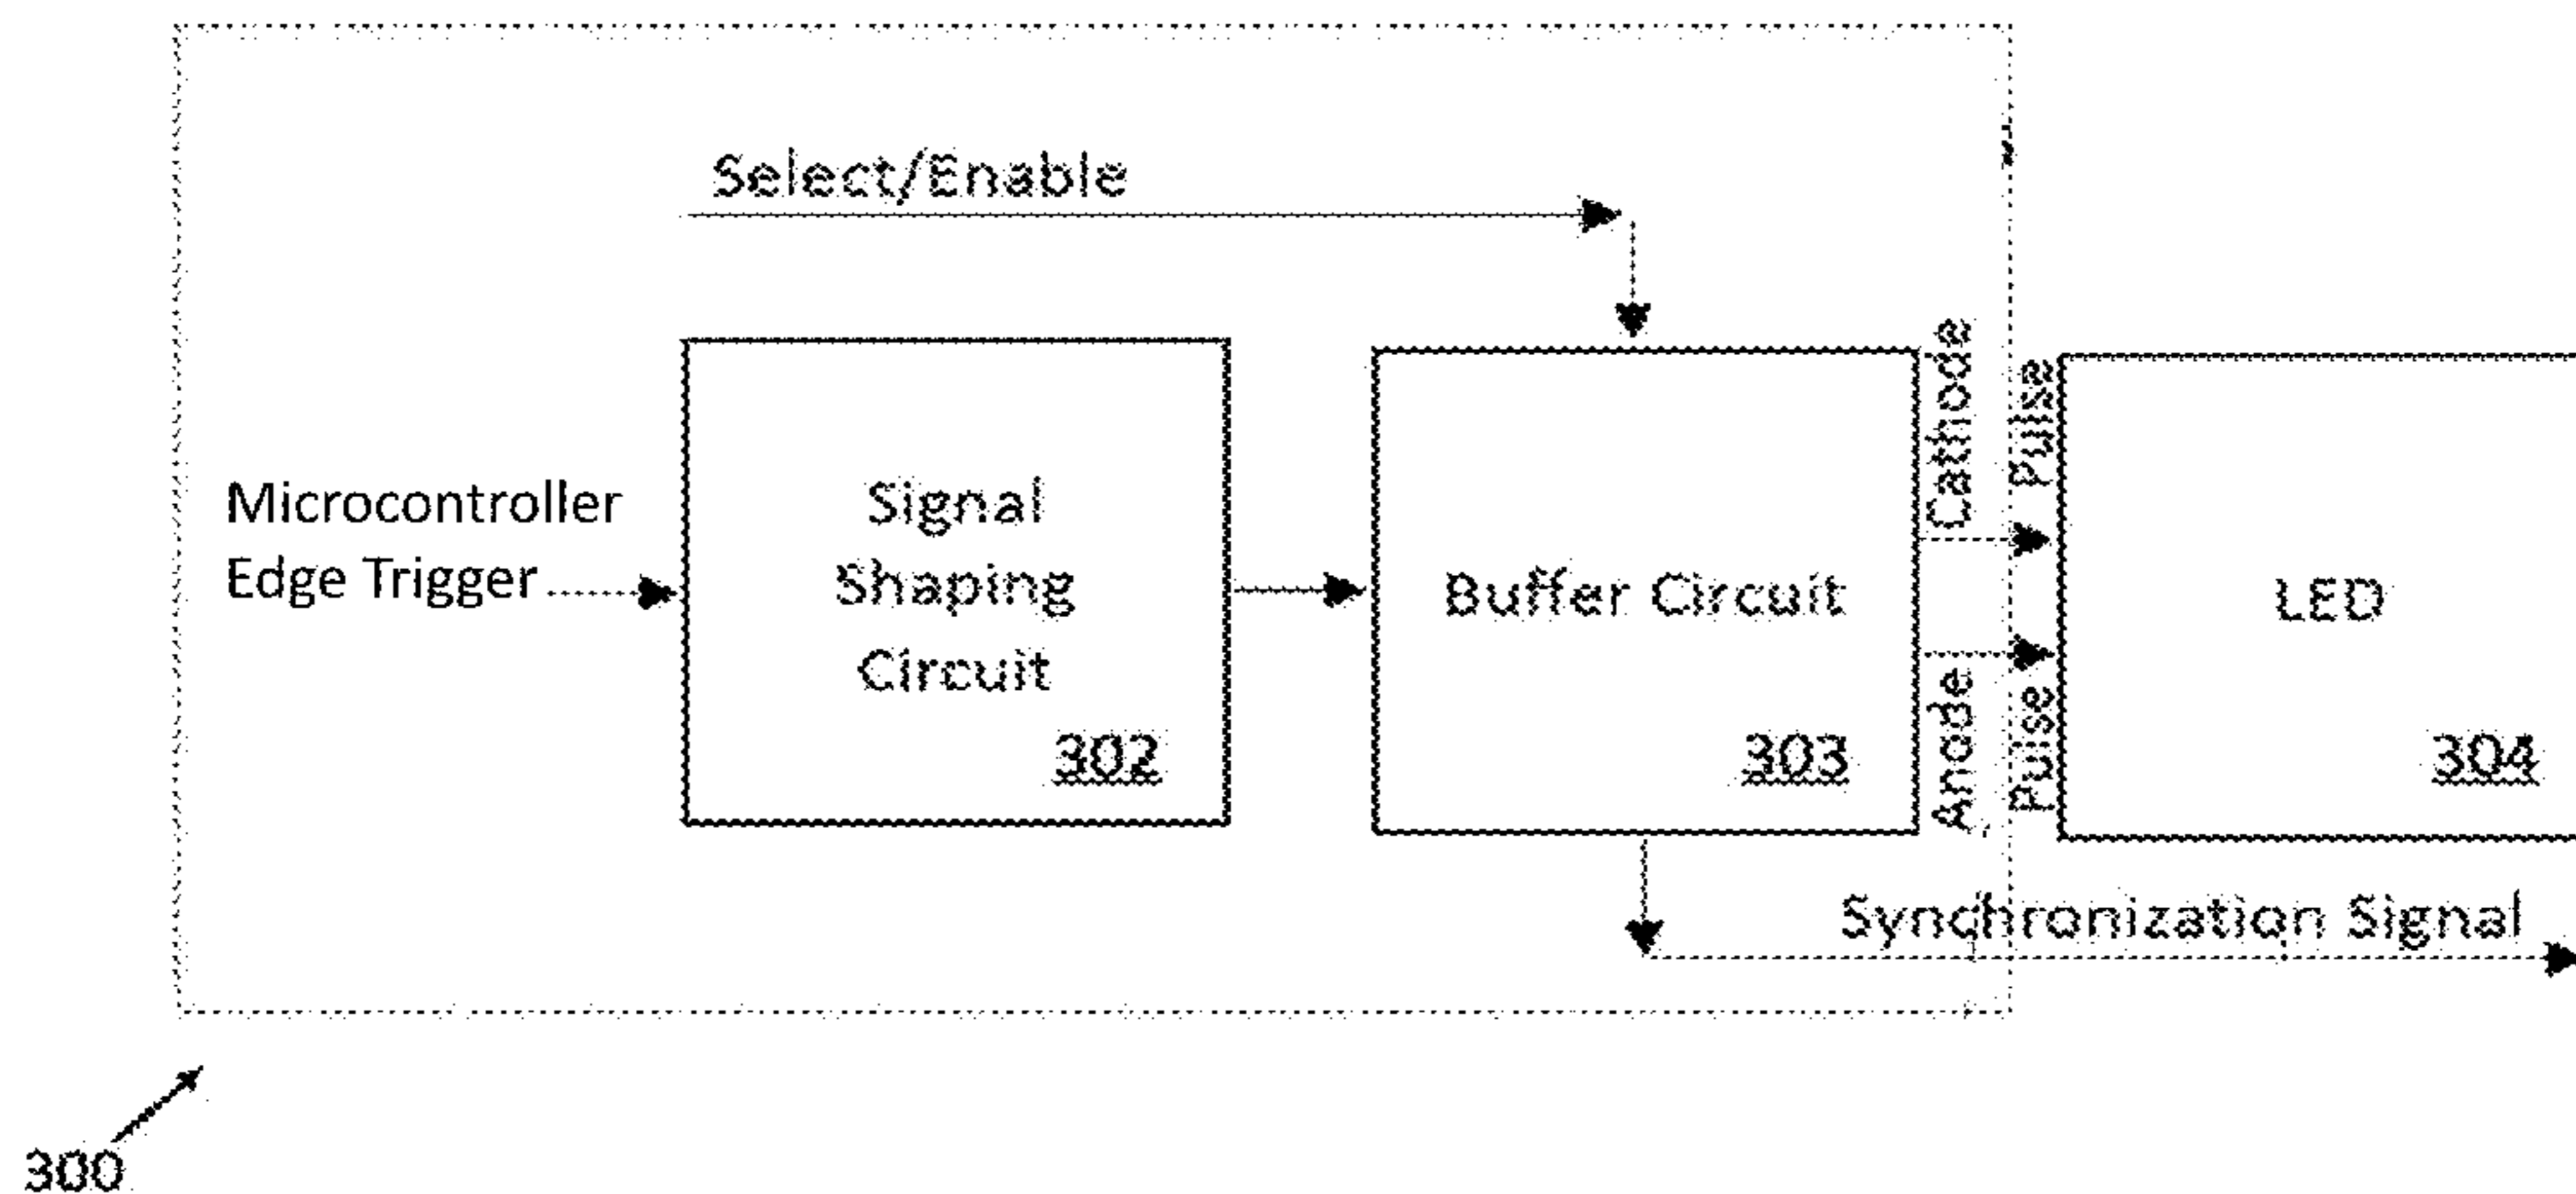 Select/Enable
Microcontroller
Edge Trigger
Signal
Shaping
Circuit
302
Buffer Circuit
303
Cathode
Pulse
Anode
Pulse
LED
304
Synchronization Signal
300